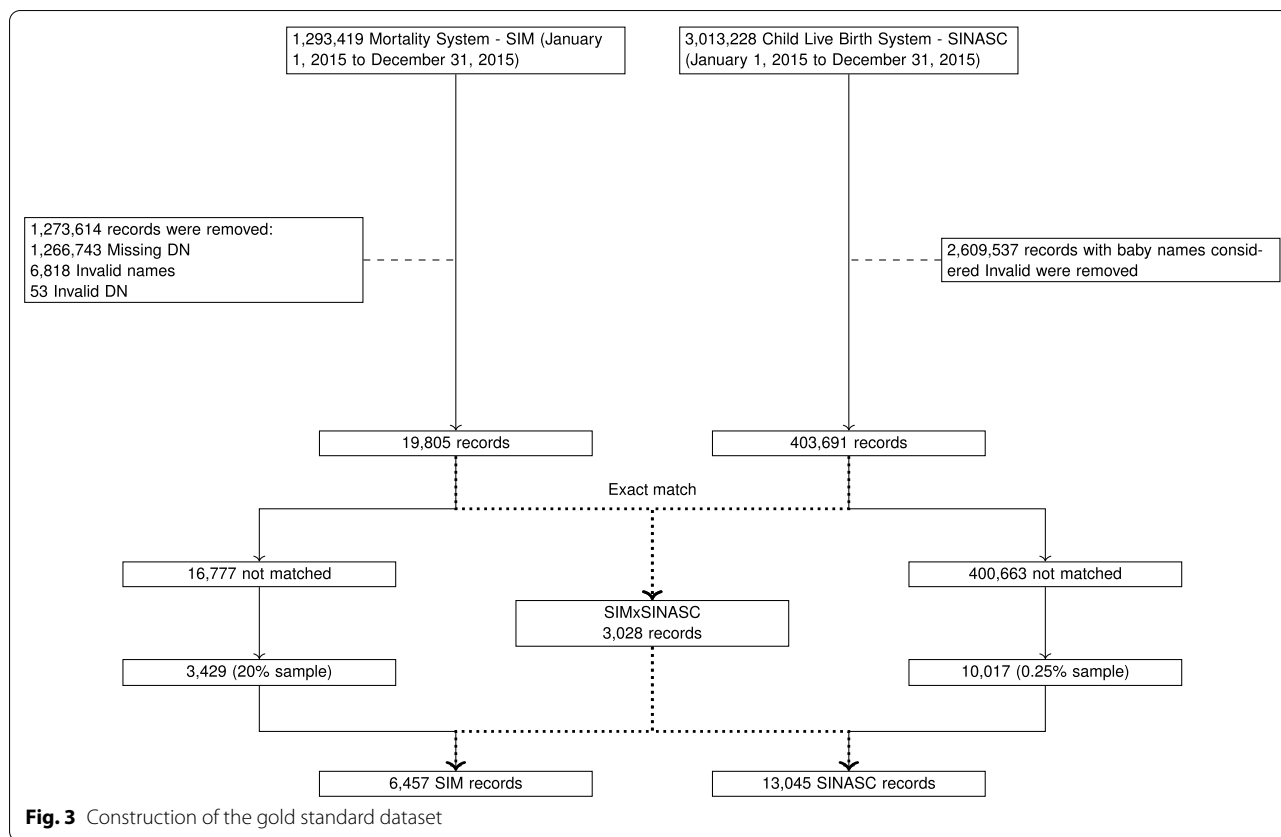 1,293,419 Mortality System - SIM (January
1, 2015 to December 31, 2015)
3,013,228 Child Live Birth System - SINASC
(January 1, 2015 to December 31, 2015)
1,273,614 records were removed:
1,266,743 Missing DN
6,818 Invalid names
53 Invalid DN
2,609,537 records with baby names consid-
ered Invalid were removed
19,805 records
403,691 records
Exact match
16,777 not matched
400,663 not matched
SIMxSINASC
3,028 records
3,429 (20% sample)
10,017 (0.25% sample)
6,457 SIM records
13,045 SINASC records
Fig. 3 Construction of the gold standard dataset